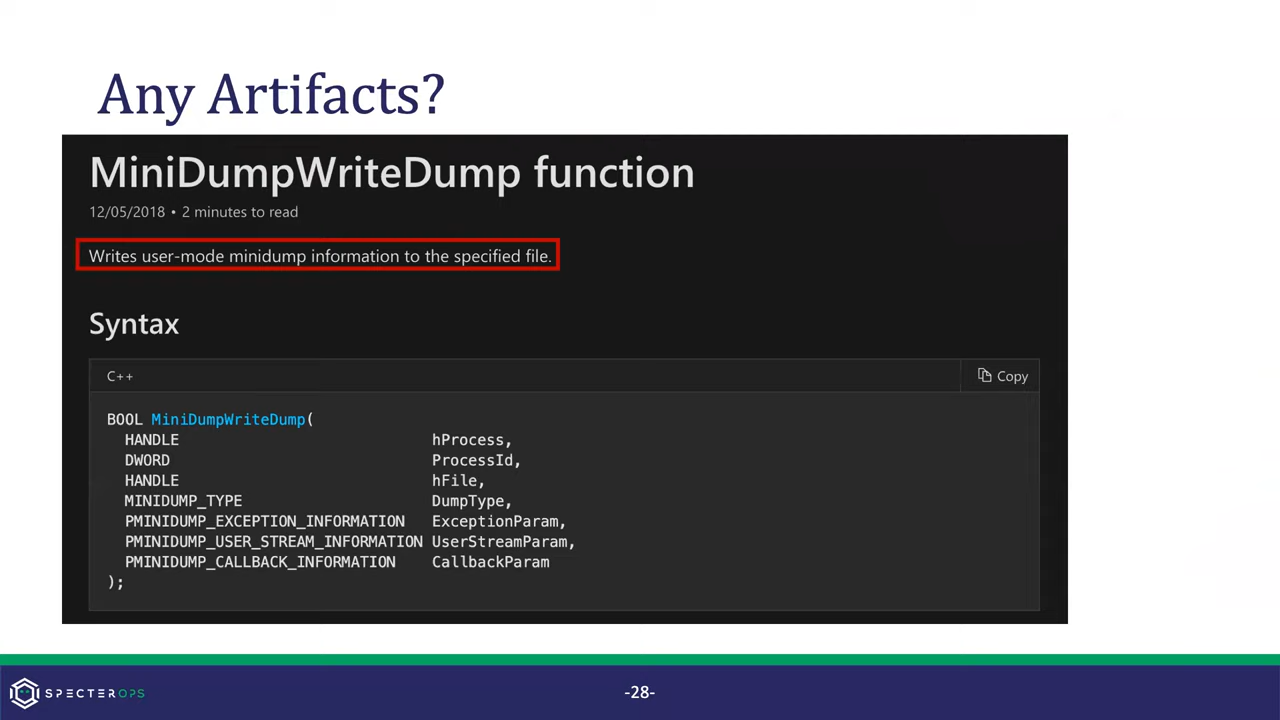 Any Artifacts?
MiniDumpWriteDump function
12/05/2018 • 2 minutes to read
Writes user-mode minidump information to the specified file.
Syntax
C++ Copy
BOOL MiniDumpWriteDump(
HANDLE hProcess,
DWORD ProcessId,
HANDLE hFile,
MINIDUMP_TYPE DumpType,
PMINIDUMP_EXCEPTION_INFORMATION ExceptionParam,
PMINIDUMP_USER_STREAM_INFORMATION UserStreamParam,
PMINIDUMP_CALLBACK_INFORMATION CallbackParam
);
SPECTEROPS
-28-